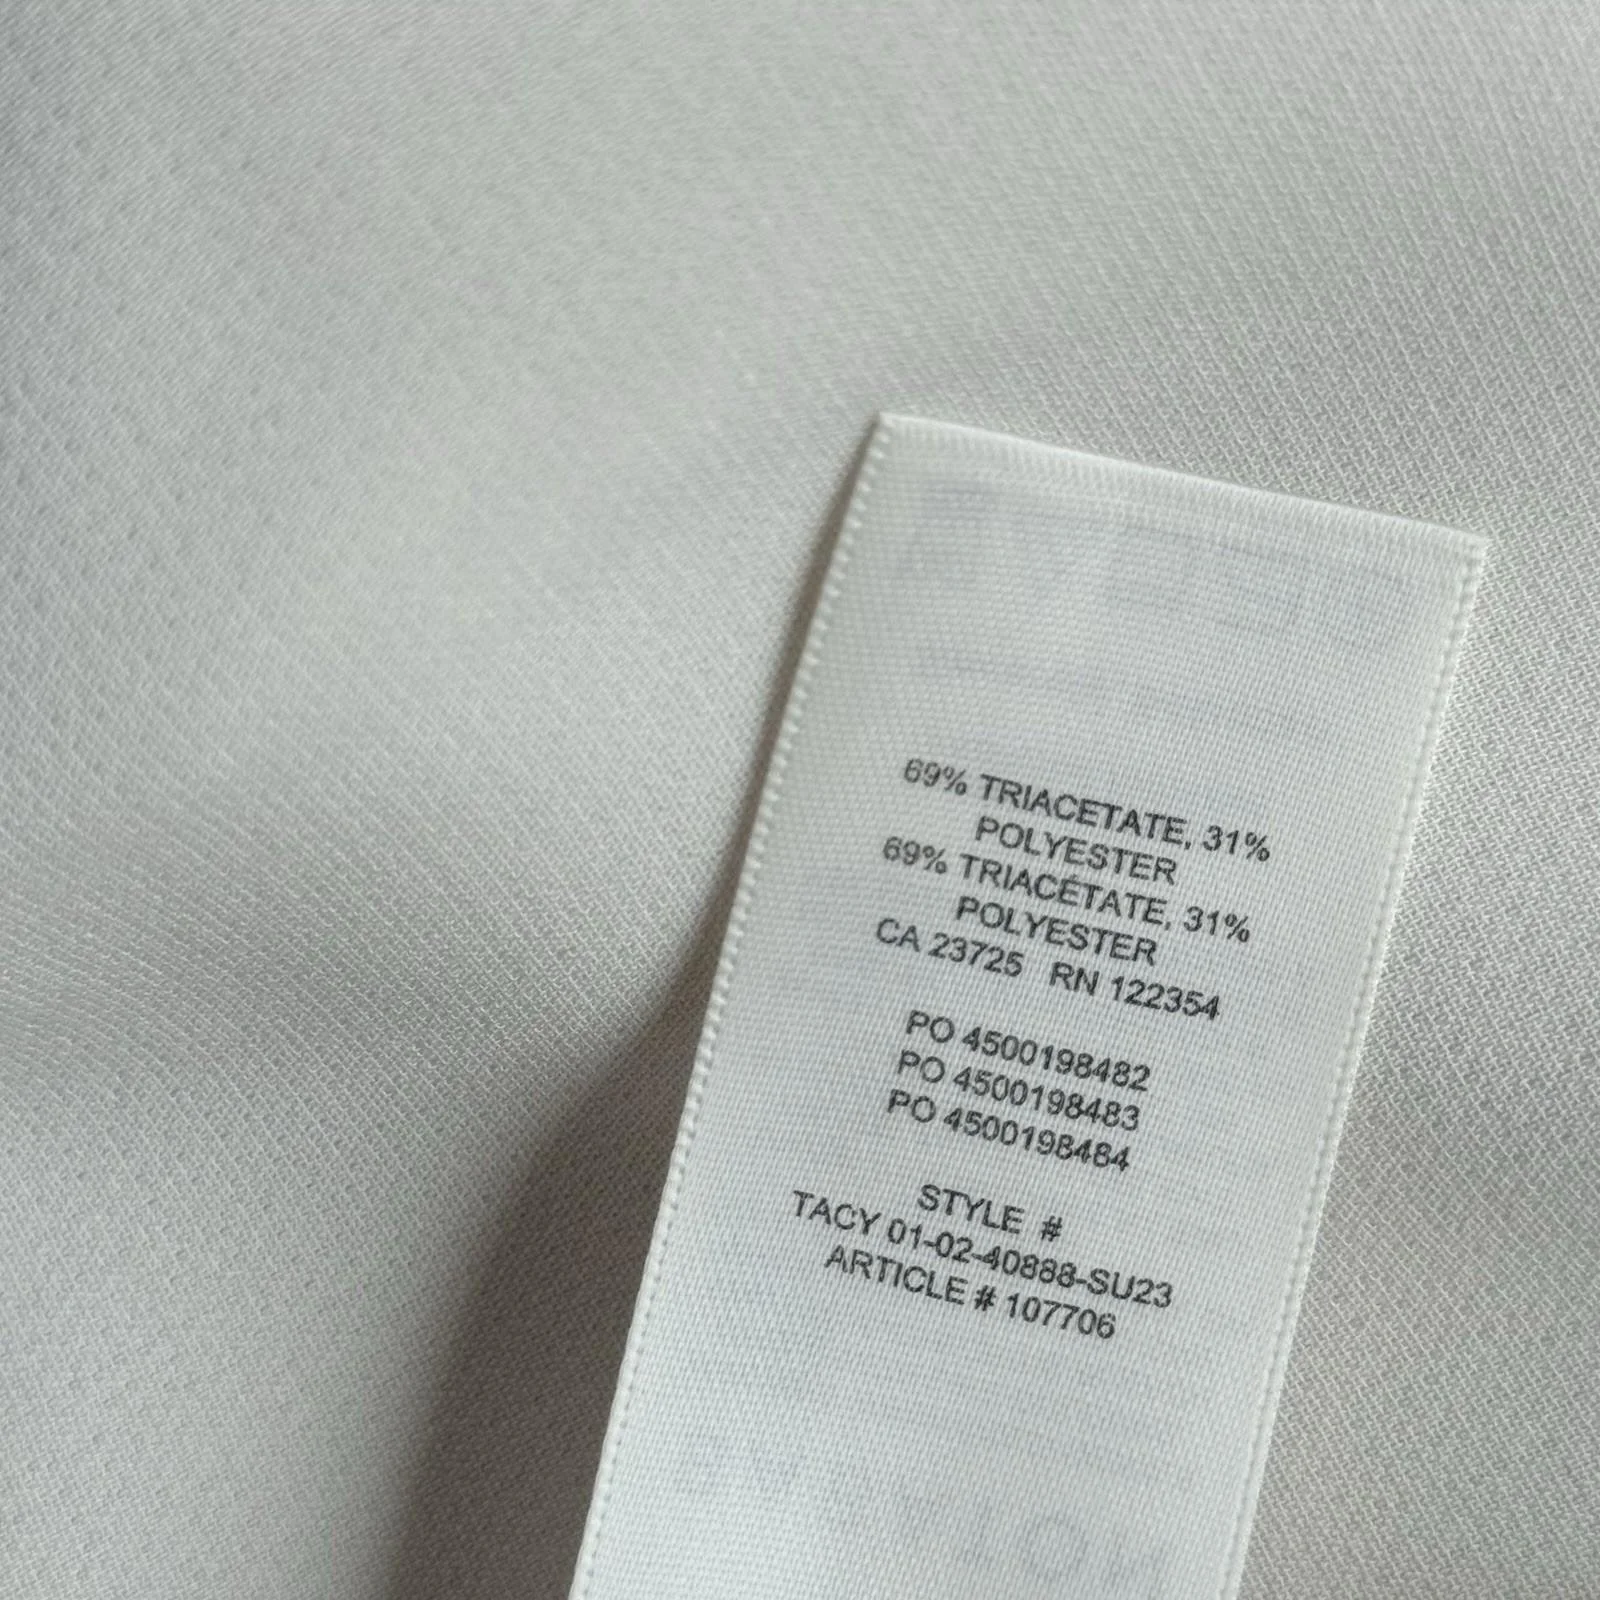 69% TRIACETATE, 31%
POLYESTER
69% TRIACÉTATE, 31%
POLYESTER
CA 23725 RN 122354
PO 4500198482
PO 4500198483
PO 4500198484
STYLE #
TACY 01-02-40888-SU23
ARTICLE # 107706